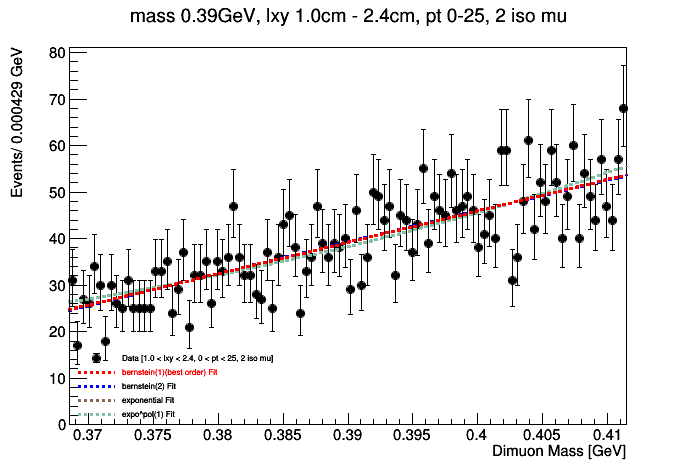 mass 0.39GeV, lxy 1.0cm - 2.4cm, pt 0-25, 2 iso mu
Events/ 0.000429 GeV
80
70
60
50
40
30
20
10
0
Data [1.0 < lxy < 2.4, 0 < pt < 25, 2 iso mu]
bernstein(1)(best order) Fit
bernstein(2) Fit
exponential Fit
expo*pol(1) Fit
0.37 0.375 0.38 0.385 0.39 0.395 0.4 0.405 0.41
Dimuon Mass [GeV]